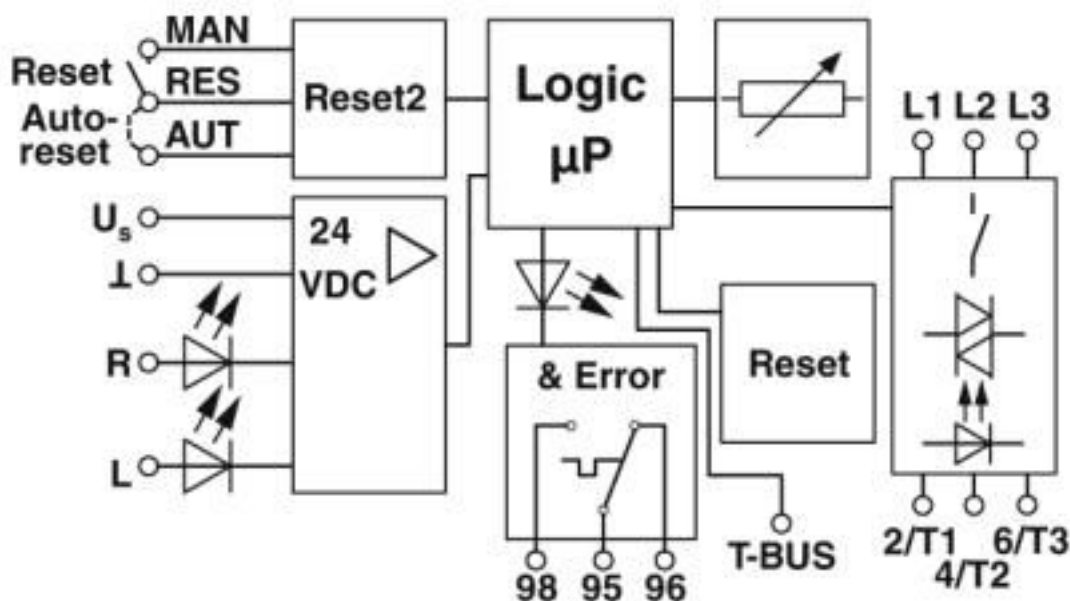 MAN
Reset
RES
Auto-
reset
AUT
Reset2
Logic
µP
L1 L2 L3
Us
⊥
R
L
24
VDC
& Error
Reset
98 95 96
T-BUS
2/T1 6/T3
4/T2